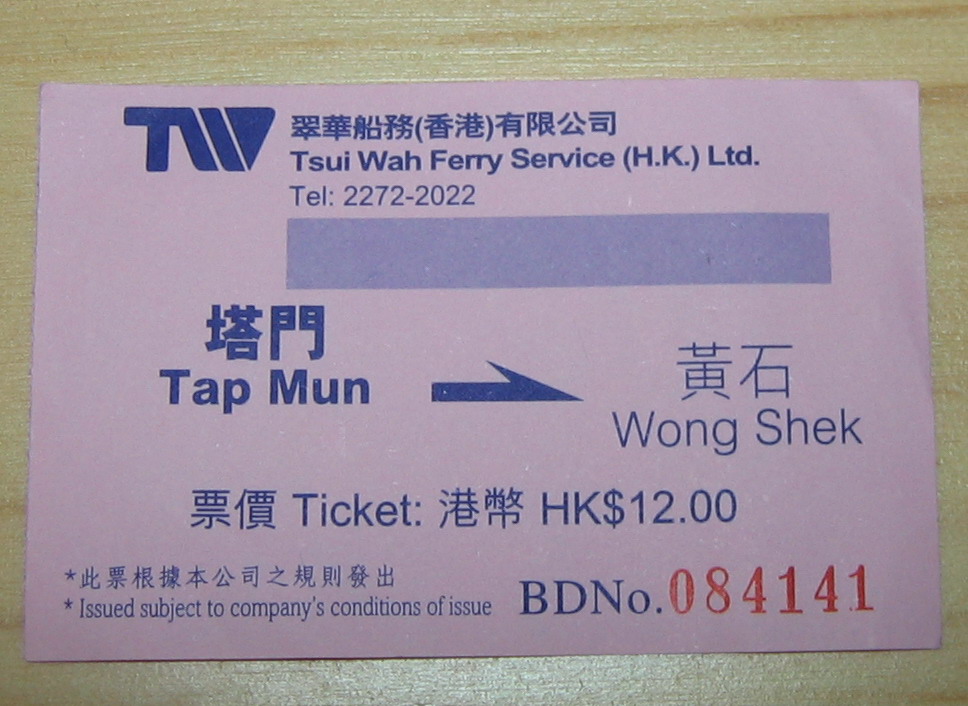 TW
翠華船務(香港)有限公司
Tsui Wah Ferry Service (H.K.) Ltd.
Tel: 2272-2022
塔門
Tap Mun
黃石
Wong Shek
票價 Ticket: 港幣 HK$12.00
*此票根據本公司之規則發出
* Issued subject to company's conditions of issue
BDNo.084141